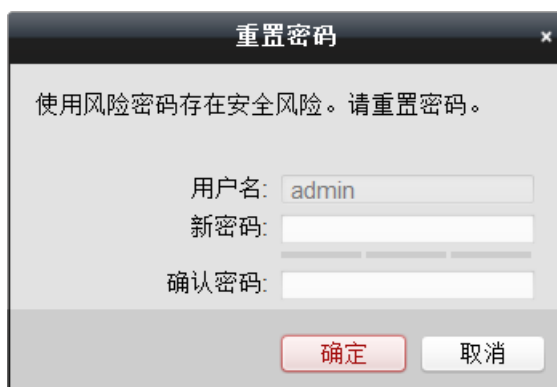 重置密码
使用风险密码存在安全风险。请重置密码。
用户名: admin
新密码:
确认密码:
确定 取消